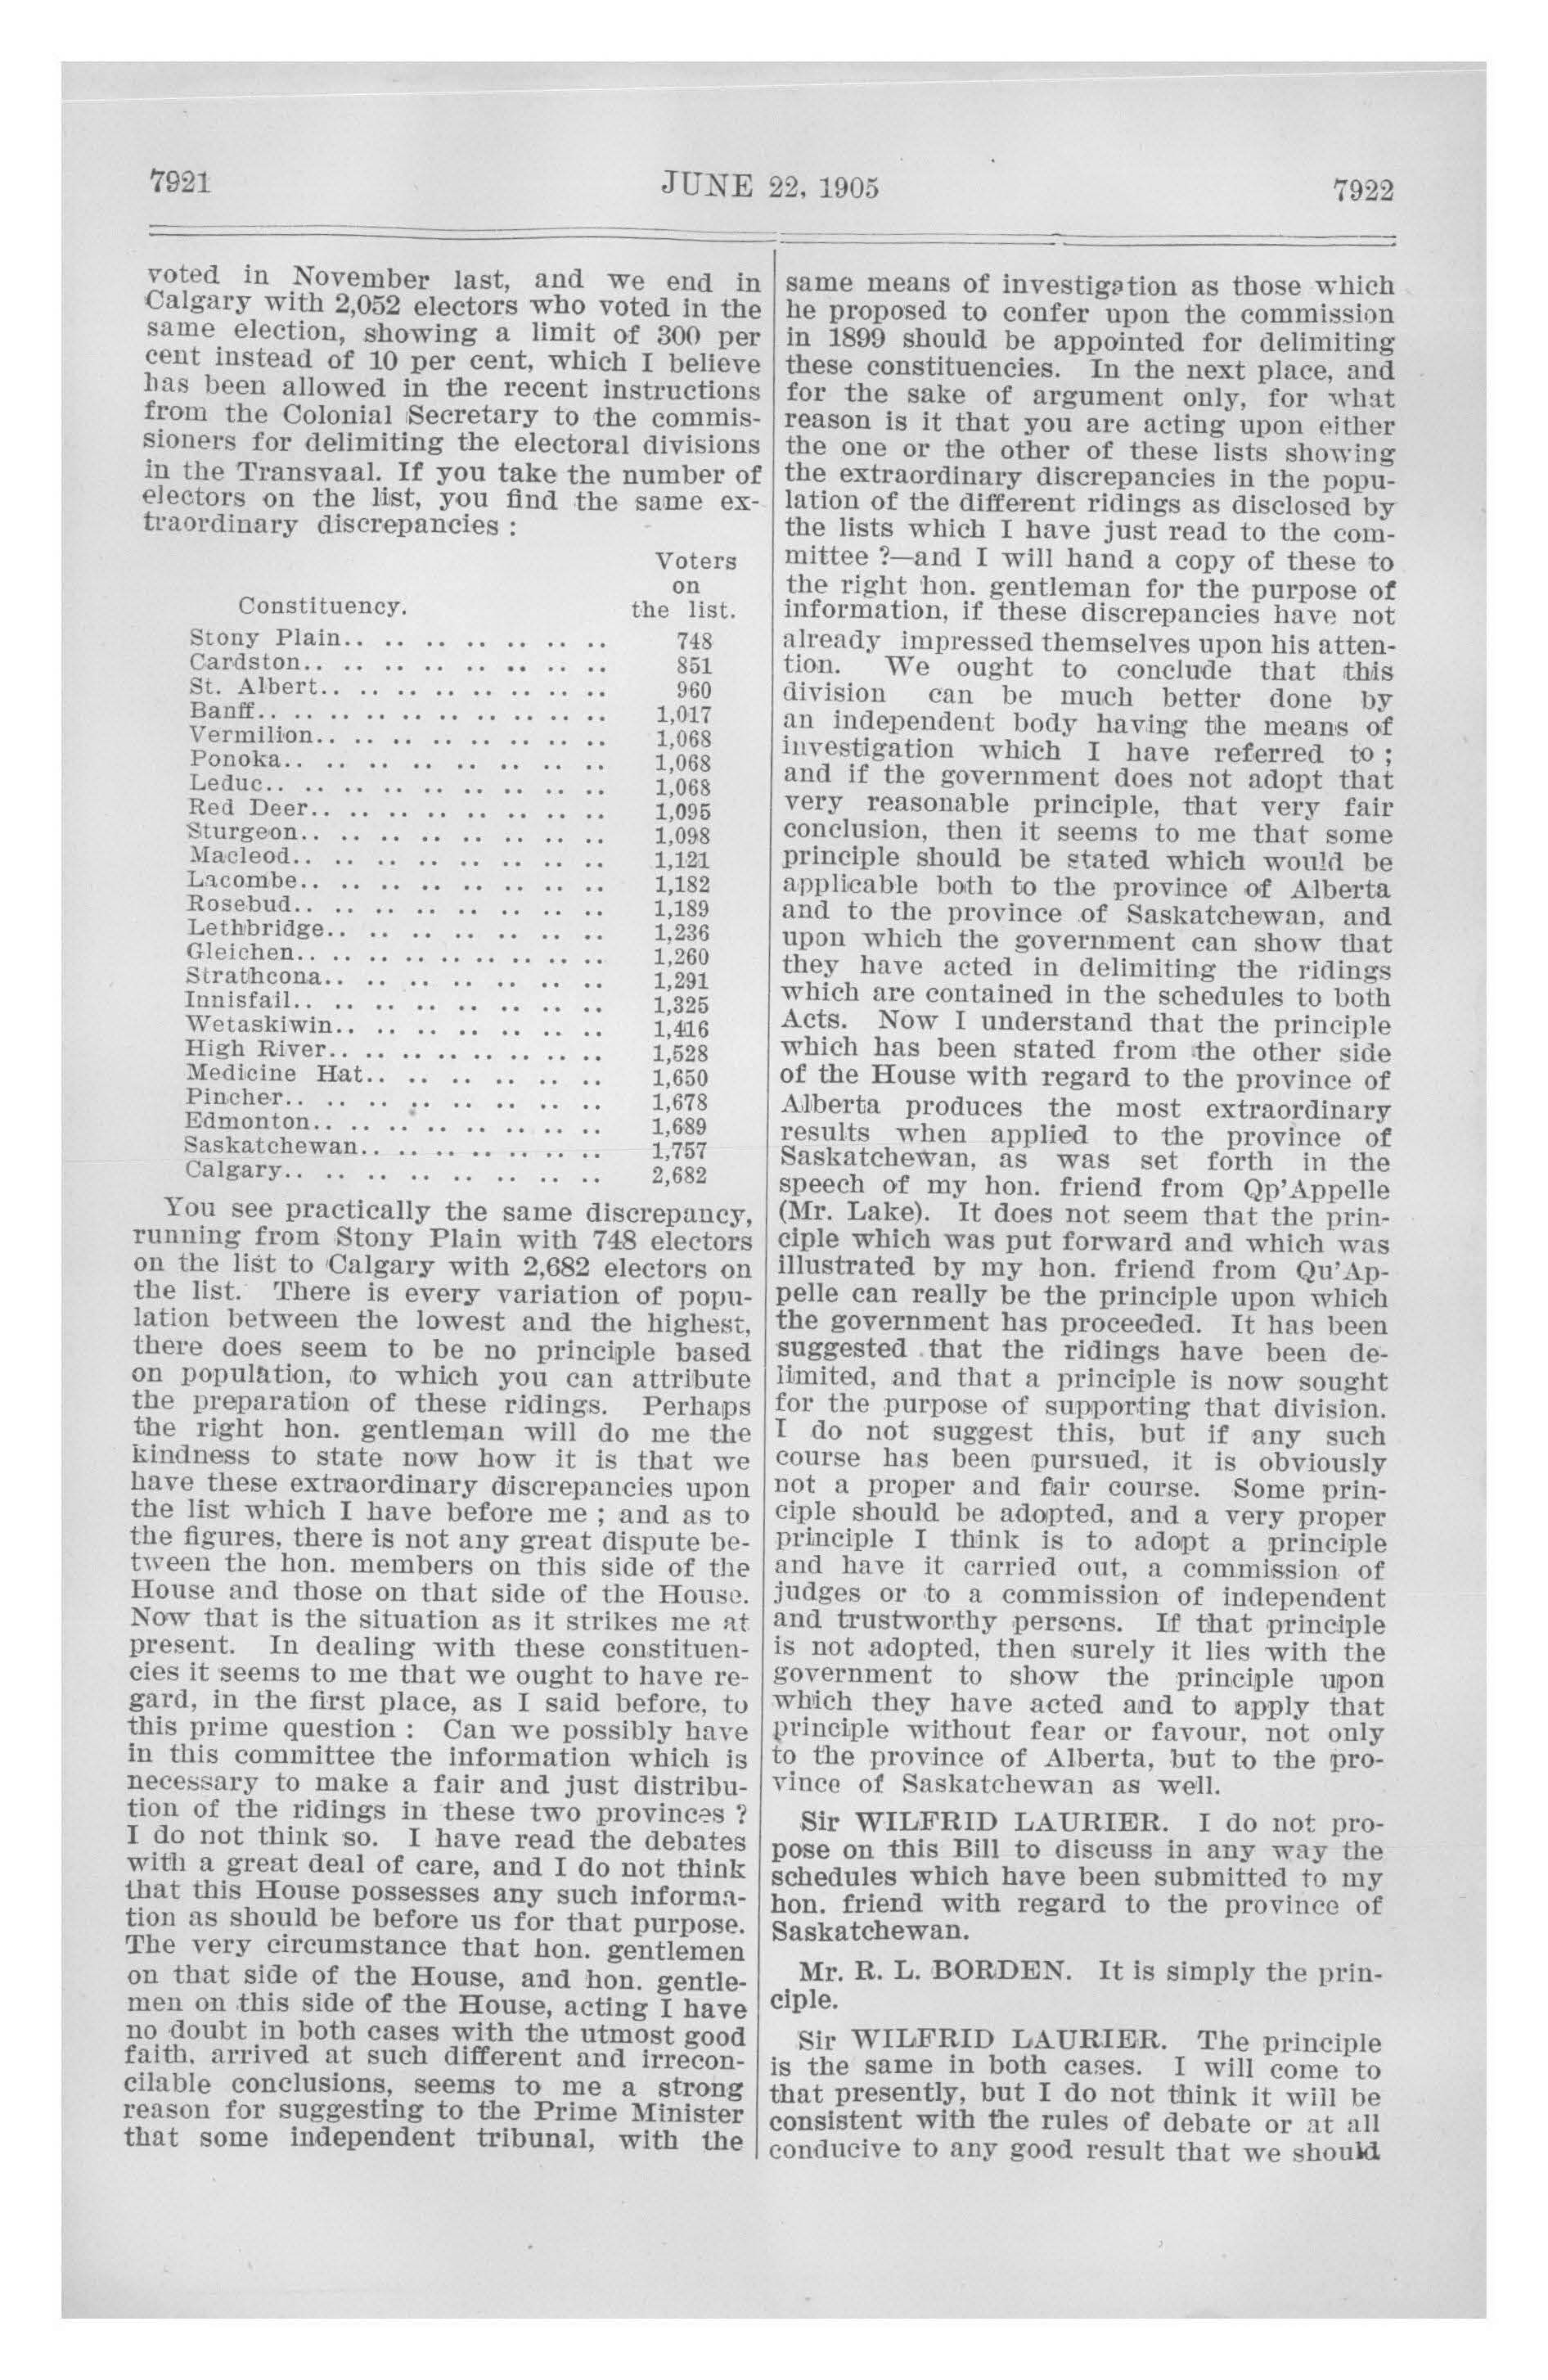 7921
JUNE 22, 1905
7922
voted in November last, and we end in
Calgary with 2,052 electors who voted in the
same election, showing a limit of 300 per
cent instead of 10 per cent, which I believe
has been allowed in the recent instructions
from the Colonial Secretary to the commis-
sioners for delimiting the electoral divisions
in the Transvaal. If you take the number of
electors on the list, you find the same ex-
traordinary discrepancies :
Voters
on
Constituency. the list.
Stony Plain.. .. .. .. .. .. .. 748
Cardston.. .. .. .. .. .. .. .. 851
St. Albert.. .. .. .. .. .. .. .. 960
Banff.. .. .. .. .. .. .. .. .. .. 1,017
Vermilion.. .. .. .. .. .. .. .. 1,068
Ponoka.. .. .. .. .. .. .. .. .. 1,068
Leduc.. .. .. .. .. .. .. .. .. .. 1,068
Red Deer.. .. .. .. .. .. .. .. 1,095
Sturgeon.. .. .. .. .. .. .. .. 1,098
Macleod.. .. .. .. .. .. .. .. .. 1,121
Lacombe.. .. .. .. .. .. .. .. 1,182
Rosebud.. .. .. .. .. .. .. .. .. 1,189
Lethbridge.. .. .. .. .. .. .. 1,236
Gleichen.. .. .. .. .. .. .. .. .. 1,260
Strathcona.. .. .. .. .. .. .. 1,291
Innisfail.. .. .. .. .. .. .. .. 1,325
Wetaskiwin.. .. .. .. .. .. .. 1,416
High River.. .. .. .. .. .. .. .. 1,528
Medicine Hat.. .. .. .. .. .. 1,650
Pincher.. .. .. .. .. .. .. .. .. 1,678
Edmonton.. .. .. .. .. .. .. .. 1,689
Saskatchewan.. .. .. .. .. .. .. 1,757
Calgary.. .. .. .. .. .. .. .. .. 2,682
You see practically the same discrepancy,
running from Stony Plain with 748 electors
on the list to Calgary with 2,682 electors on
the list. There is every variation of popu-
lation between the lowest and the highest,
there does seem to be no principle based
on population, to which you can attribute
the preparation of these ridings. Perhaps
the right hon. gentleman will do me the
kindness to state now how it is that we
have these extraordinary discrepancies upon
the list which I have before me ; and as to
the figures, there is not any great dispute be-
tween the hon. members on this side of the
House and those on that side of the House.
Now that is the situation as it strikes me at
present. In dealing with these constituen-
cies it seems to me that we ought to have re-
gard, in the first place, as I said before, to
this prime question : Can we possibly have
in this committee the information which is
necessary to make a fair and just distribu-
tion of the ridings in these two provinces ?
I do not think so. I have read the debates
with a great deal of care, and I do not think
that this House possesses any such informa-
tion as should be before us for that purpose.
The very circumstance that hon. gentlemen
on that side of the House, and hon. gentle-
men on this side of the House, acting I have
no doubt in both cases with the utmost good
faith, arrived at such different and irrecon-
cilable conclusions, seems to me a strong
reason for suggesting to the Prime Minister
that some independent tribunal, with the
same means of investigation as those which
he proposed to confer upon the commission
in 1899 should be appointed for delimiting
these constituencies. In the next place, and
for the sake of argument only, for what
reason is it that you are acting upon either
the one or the other of these lists showing
the extraordinary discrepancies in the popu-
lation of the different ridings as disclosed by
the lists which I have just read to the com-
mittee ?—and I will hand a copy of these to
the right hon. gentleman for the purpose of
information, if these discrepancies have not
already impressed themselves upon his atten-
tion. We ought to conclude that this
division can be much better done by
an independent body having the means of
investigation which I have referred to ;
and if the government does not adopt that
very reasonable principle, that very fair
conclusion, then it seems to me that some
principle should be stated which would be
applicable both to the province of Alberta
and to the province of Saskatchewan, and
upon which the government can show that
they have acted in delimiting the ridings
which are contained in the schedules to both
Acts. Now I understand that the principle
which has been stated from the other side
of the House with regard to the province of
Alberta produces the most extraordinary
results when applied to the province of
Saskatchewan, as was set forth in the
speech of my hon. friend from Qp'Appelle
(Mr. Lake). It does not seem that the prin-
ciple which was put forward and which was
illustrated by my hon. friend from Qu'Ap-
pelle can really be the principle upon which
the government has proceeded. It has been
suggested that the ridings have been de-
limited, and that a principle is now sought
for the purpose of supporting that division.
I do not suggest this, but if any such
course has been pursued, it is obviously
not a proper and fair course. Some prin-
ciple should be adopted, and a very proper
principle I think is to adopt a principle
and have it carried out, a commission of
judges or to a commission of independent
and trustworthy persons. If that principle
is not adopted, then surely it lies with the
government to show the principle upon
which they have acted and to apply that
principle without fear or favour, not only
to the province of Alberta, but to the pro-
vince of Saskatchewan as well.
Sir WILFRID LAURIER. I do not pro-
pose on this Bill to discuss in any way the
schedules which have been submitted to my
hon. friend with regard to the province of
Saskatchewan.
Mr. R. L. BORDEN. It is simply the prin-
ciple.
Sir WILFRID LAURIER. The principle
is the same in both cases. I will come to
that presently, but I do not think it will be
consistent with the rules of debate or at all
conducive to any good result that we should